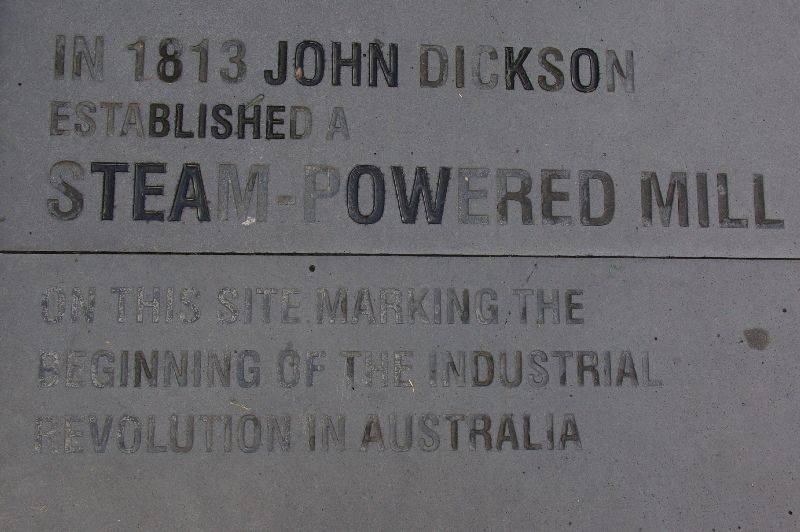 IN 1813 JOHN DICKSON
ESTABLISHED A
STEAM-POWERED MILL
ON THIS SITE MARKING THE
BEGINNING OF THE INDUSTRIAL
REVOLUTION IN AUSTRALIA